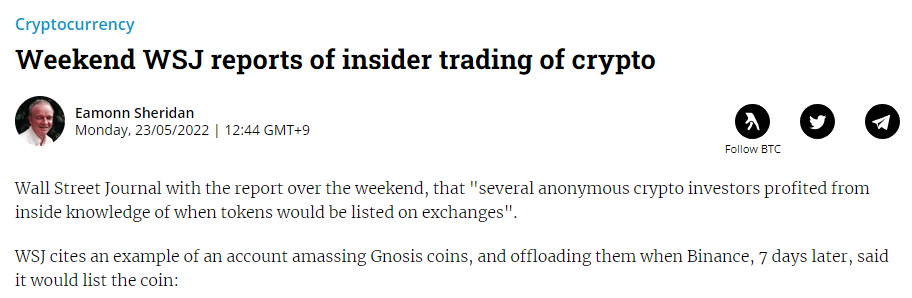 Cryptocurrency
Weekend WSJ reports of insider trading of crypto
Eamonn Sheridan
Monday, 23/05/2022 | 12:44 GMT+9
Follow BTC
Wall Street Journal with the report over the weekend, that "several anonymous crypto investors profited from
inside knowledge of when tokens would be listed on exchanges".
WSJ cites an example of an account amassing Gnosis coins, and offloading them when Binance, 7 days later, said
it would list the coin: